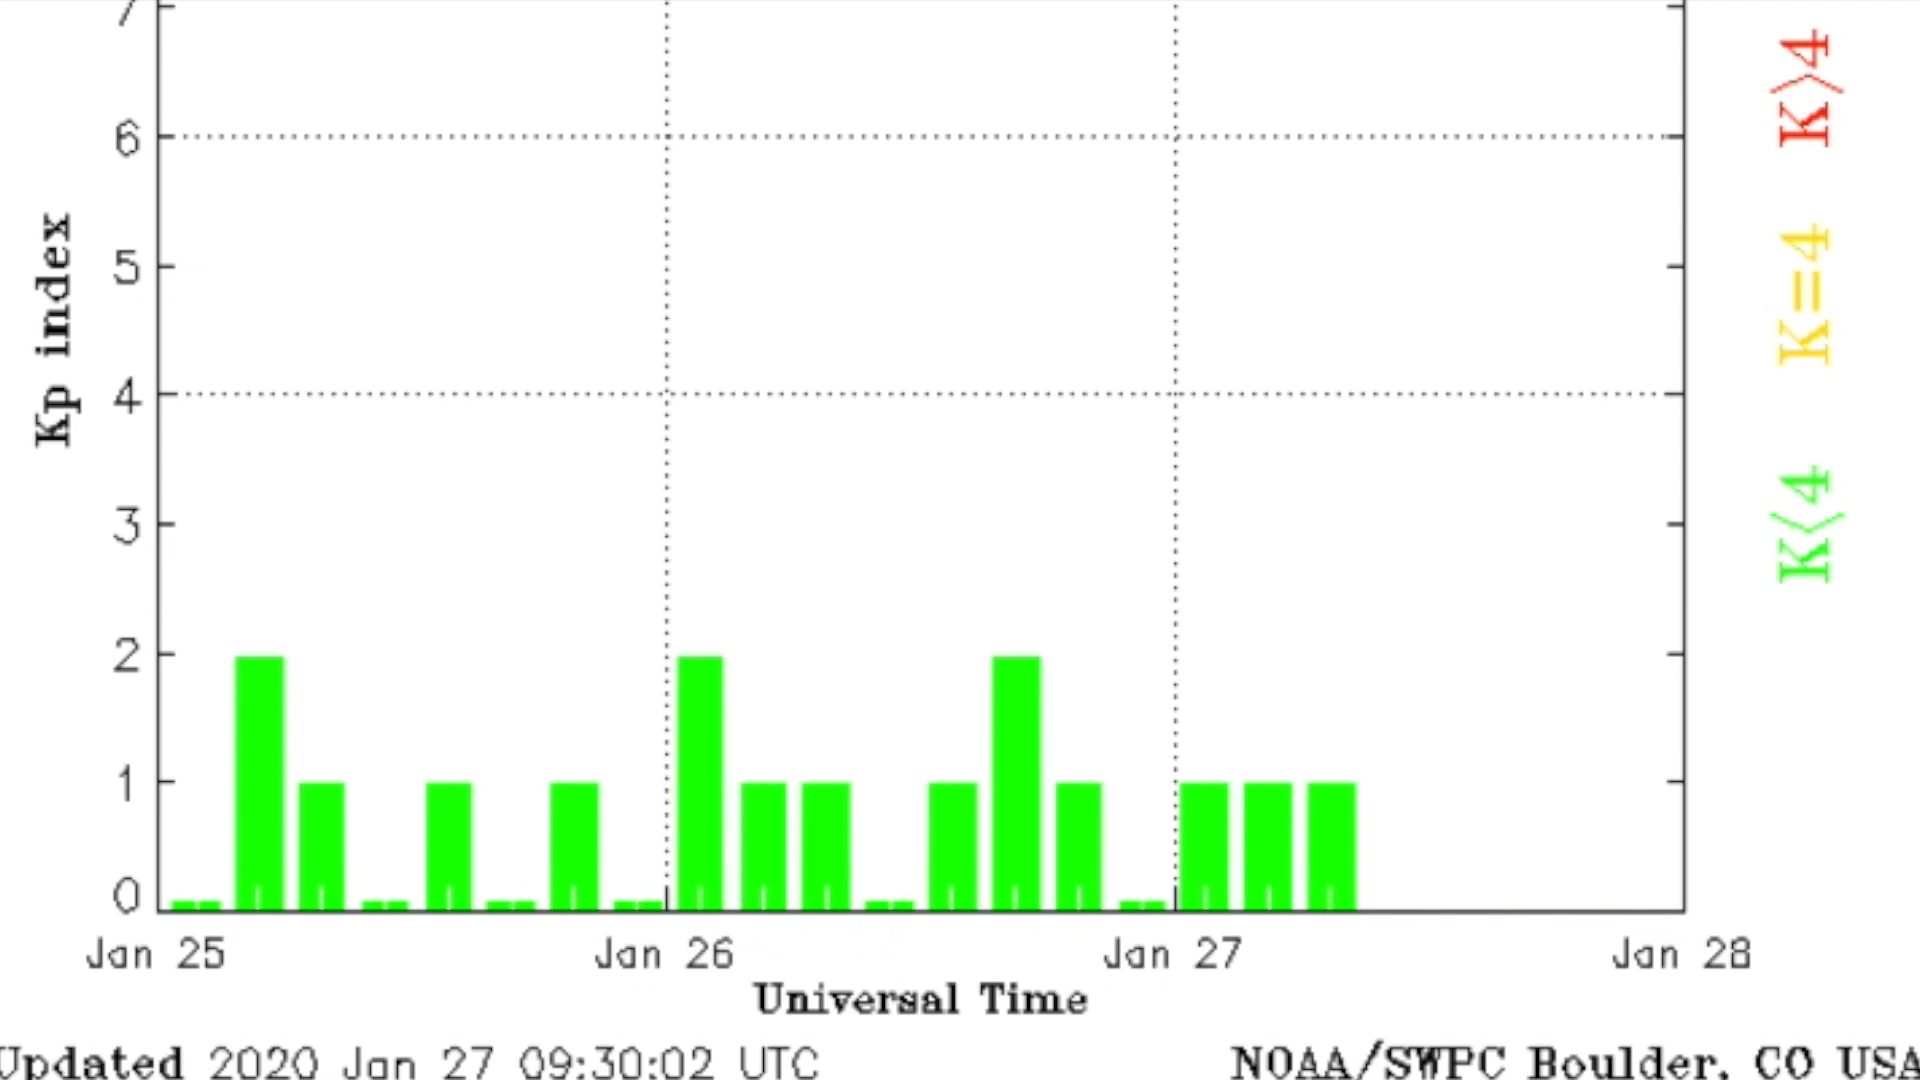 7
6
5
4
3
2
1
0
Kp index
K>4
K=4
K<4
Jan 25 Jan 26 Jan 27 Jan 28
Universal Time
Updated 2020 Jan 27 09:30:02 UTC
NOAA/SWPC Boulder, CO USA